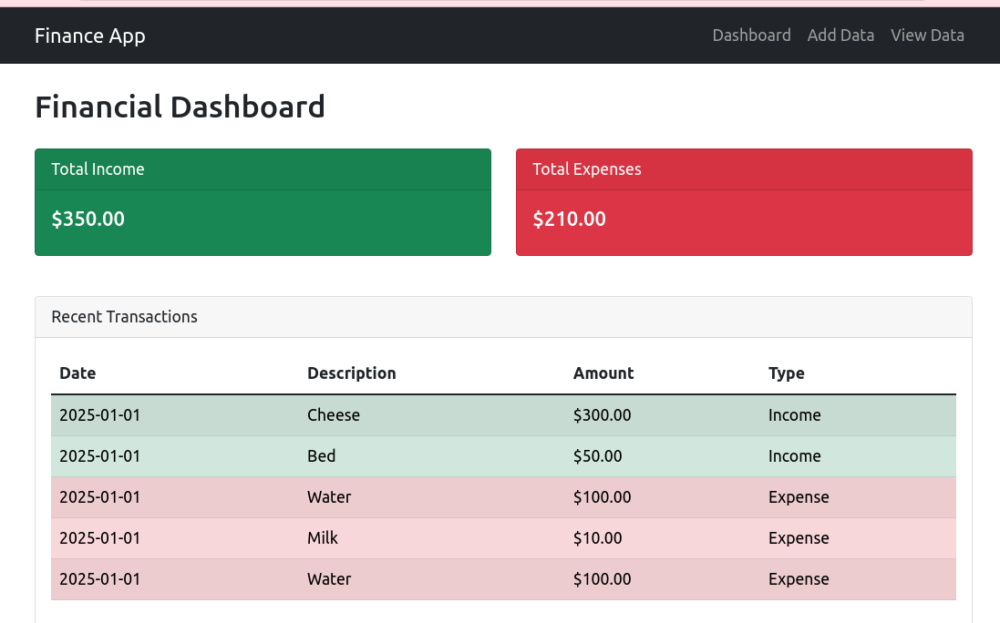 Finance App Dashboard Add Data View Data
Financial Dashboard
Total Income Total Expenses
$350.00 $210.00
Recent Transactions
Date Description Amount Type
2025-01-01 Cheese $300.00 Income
2025-01-01 Bed $50.00 Income
2025-01-01 Water $100.00 Expense
2025-01-01 Milk $10.00 Expense
2025-01-01 Water $100.00 Expense